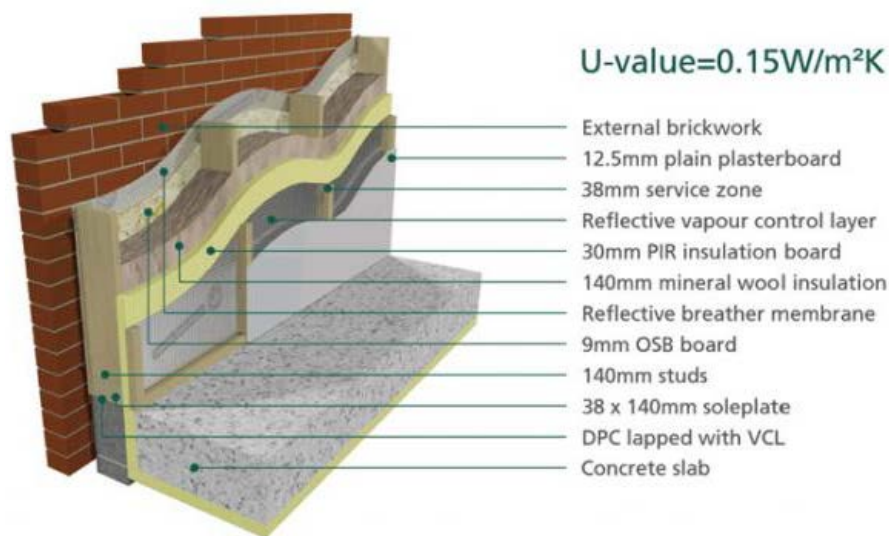 U-value=0.15W/m²K
External brickwork
12.5mm plain plasterboard
38mm service zone
Reflective vapour control layer
30mm PIR insulation board
140mm mineral wool insulation
Reflective breather membrane
9mm OSB board
140mm studs
38 x 140mm soleplate
DPC lapped with VCL
Concrete slab